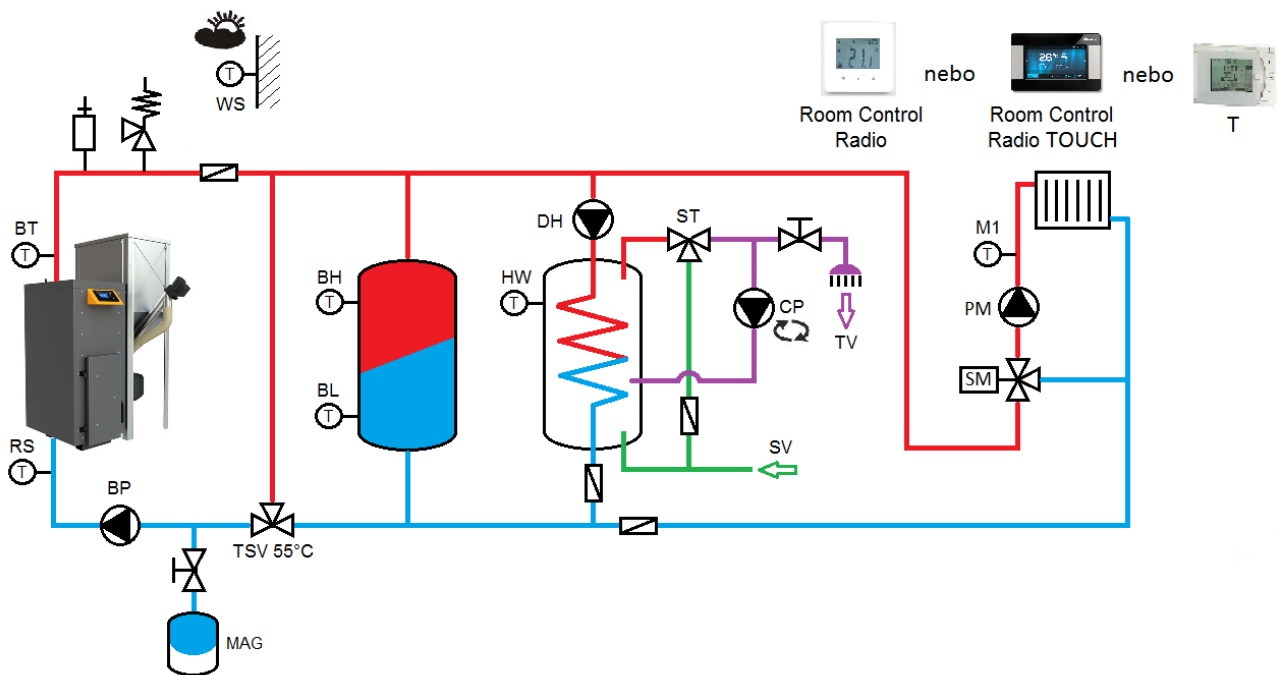 T
WS
nebo
nebo
Room Control
Radio
Room Control
Radio TOUCH
T
BT
T
DH
ST
M1
T
BH
T
HW
T
CP
TV
PM
BL
T
SM
RS
T
SV
BP
TSV 55°C
MAG